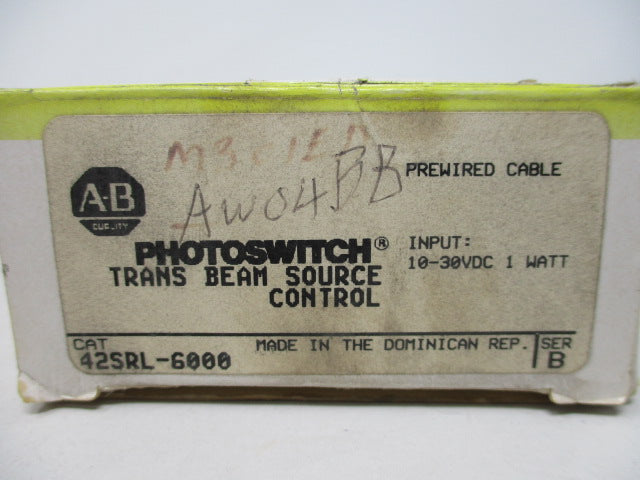 AW04BB
PREWIRED CABLE
A-B
QUALITY
PHOTOSWITCH®
TRANS BEAM SOURCE
CONTROL
INPUT:
10-30VDC 1 WATT
CAT
42SRL-6000
MADE IN THE DOMINICAN REP.
SER
B